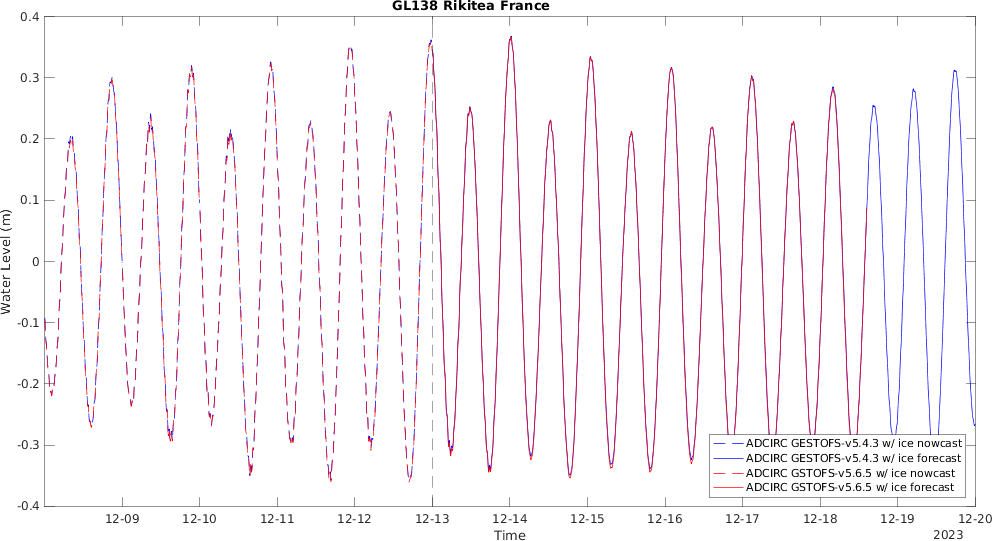 GL138 Rikitea France
0.4
0.3
0.2
0.1
0
-0.1
-0.2
-0.3
-0.4
Water Level (m)
ADCIRC GESTOFS-v5.4.3 w/ ice nowcast
ADCIRC GESTOFS-v5.4.3 w/ ice forecast
ADCIRC GSTOFS-v5.6.5 w/ ice nowcast
ADCIRC GSTOFS-v5.6.5 w/ ice forecast
12-09 12-10 12-11 12-12 12-13 12-14 12-15 12-16 12-17 12-18 12-19 12-20
Time
2023